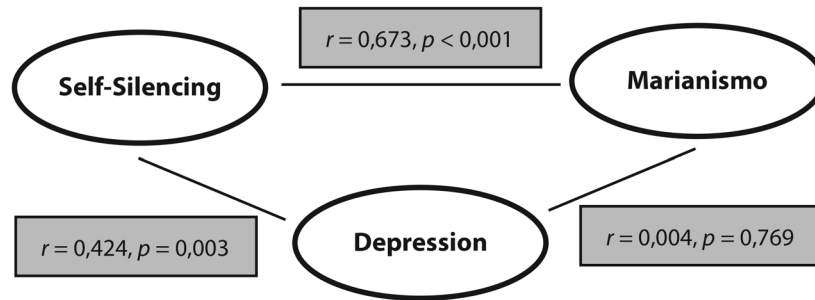 r = 0,673, p < 0,001
Self-Silencing
Marianismo
r = 0,424, p = 0,003
Depression
r = 0,004, p = 0,769